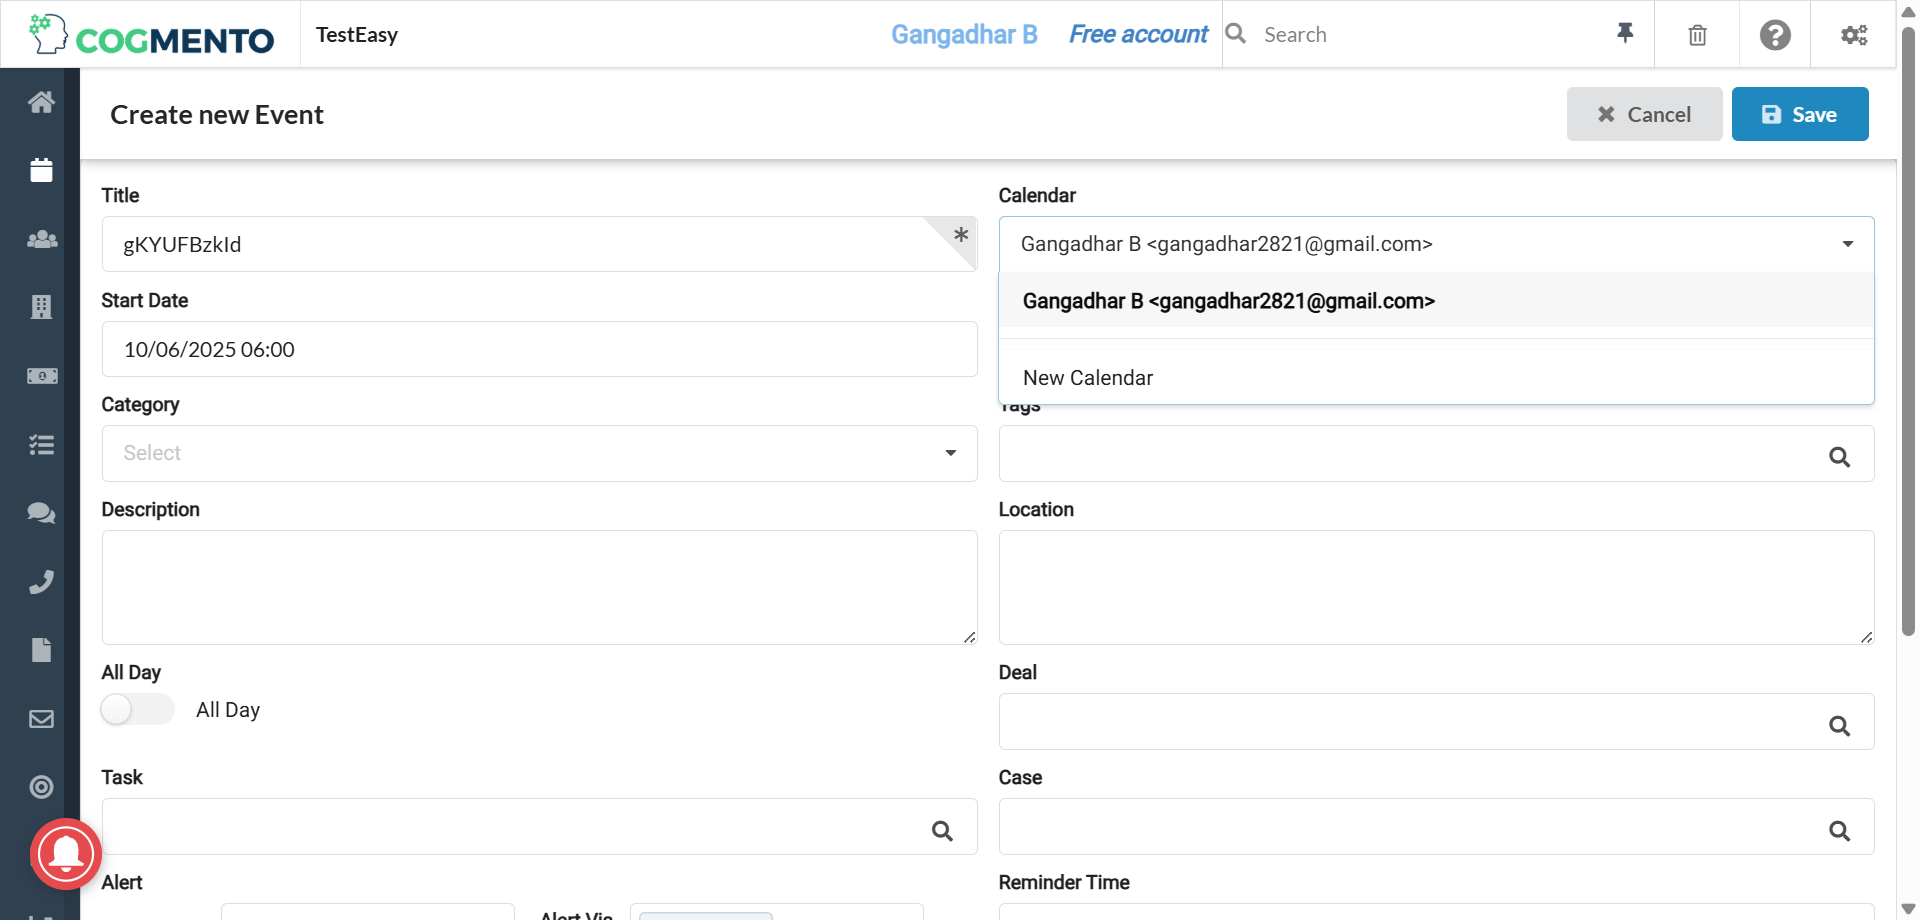 COGMENTO
TestEasy
Gangadhar B
Free account
Search
Create new Event
Cancel
Save
Title
Calendar
gKYUFBzkId
Gangadhar B <gangadhar2821@gmail.com>
Gangadhar B <gangadhar2821@gmail.com>
New Calendar
Start Date
10/06/2025 06:00
Category
Tags
Select
Description
Location
All Day
All Day
Deal
Task
Case
Alert
Reminder Time
Alert Via